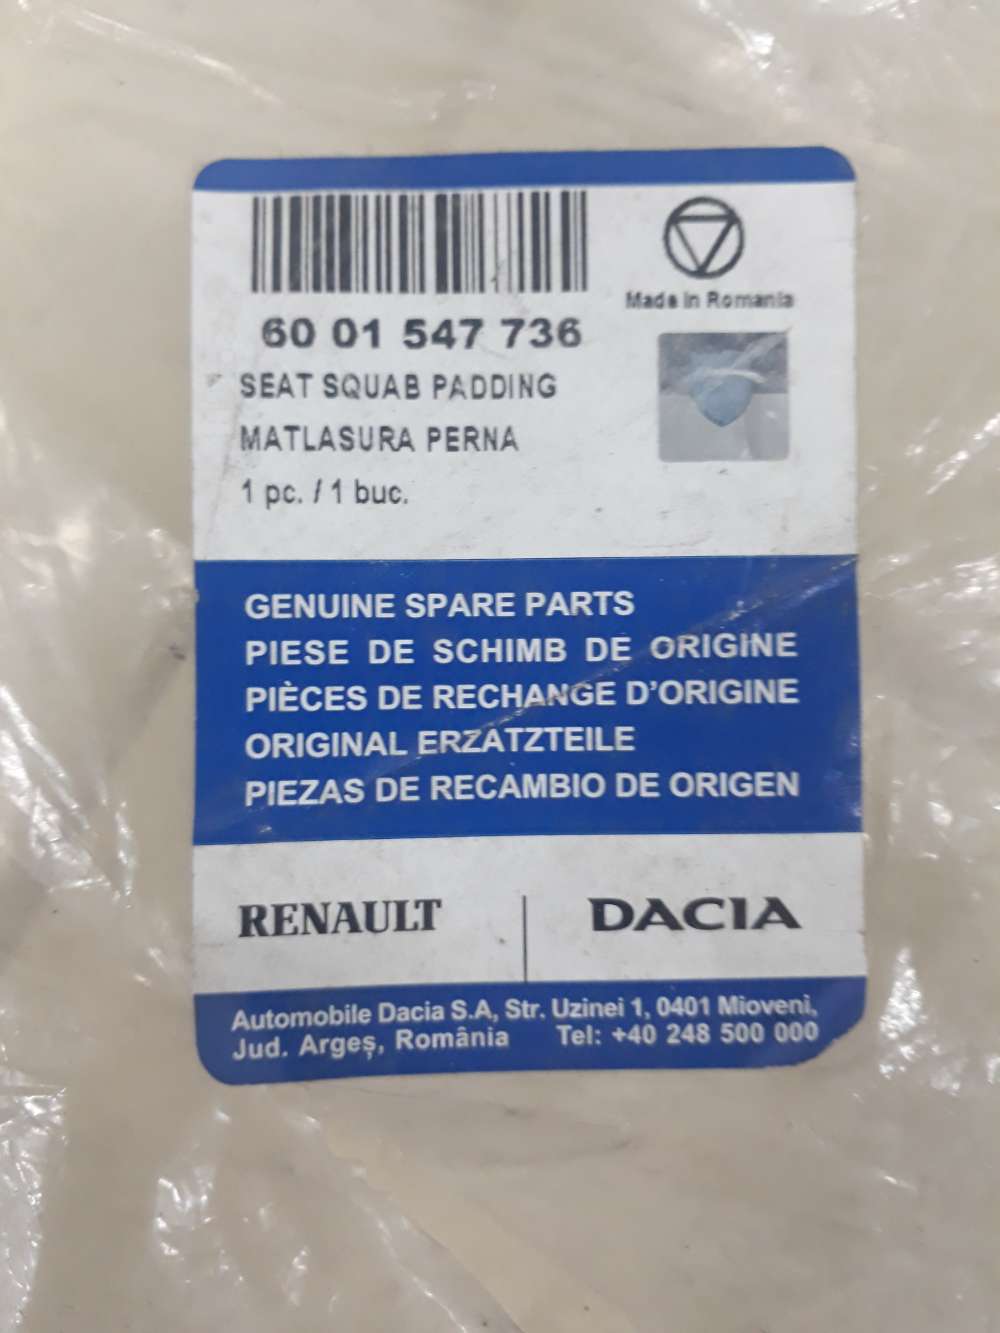 Made in Romania
60 01 547 736
SEAT SQUAB PADDING
MATLASURA PERNA
1 pc. / 1 buc.
GENUINE SPARE PARTS
PIESE DE SCHIMB DE ORIGINE
PIÈCES DE RECHANGE D'ORIGINE
ORIGINAL ERZATZTEILE
PIEZAS DE RECAMBIO DE ORIGEN
RENAULT
DACIA
Automobile Dacia S.A, Str. Uzinei 1, 0401 Mioveni,
Jud. Argeş, România Tel: +40 248 500 000